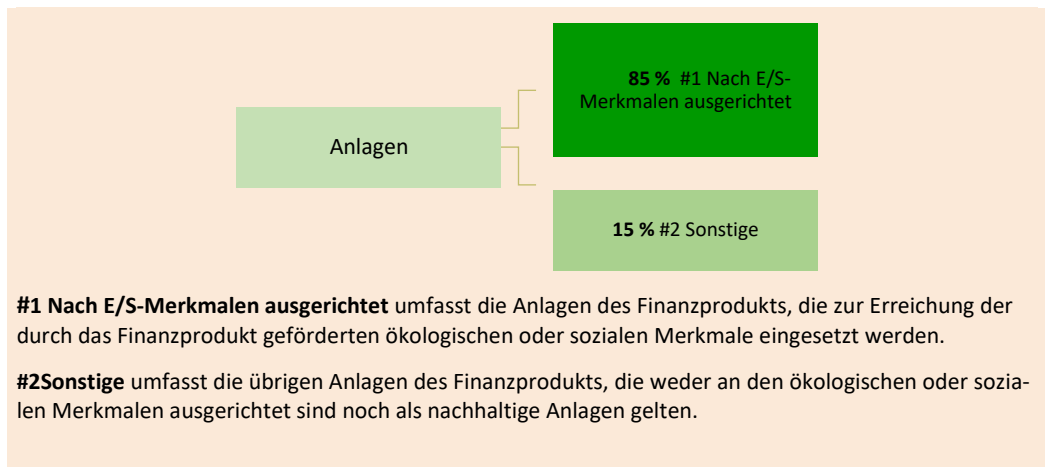 85 % #1 Nach E/S-
Merkmalen ausgerichtet
Anlagen
15 % #2 Sonstige
#1 Nach E/S-Merkmalen ausgerichtet umfasst die Anlagen des Finanzprodukts, die zur Erreichung der
durch das Finanzprodukt geförderten ökologischen oder sozialen Merkmale eingesetzt werden.
#2Sonstige umfasst die übrigen Anlagen des Finanzprodukts, die weder an den ökologischen oder sozia-
len Merkmalen ausgerichtet sind noch als nachhaltige Anlagen gelten.